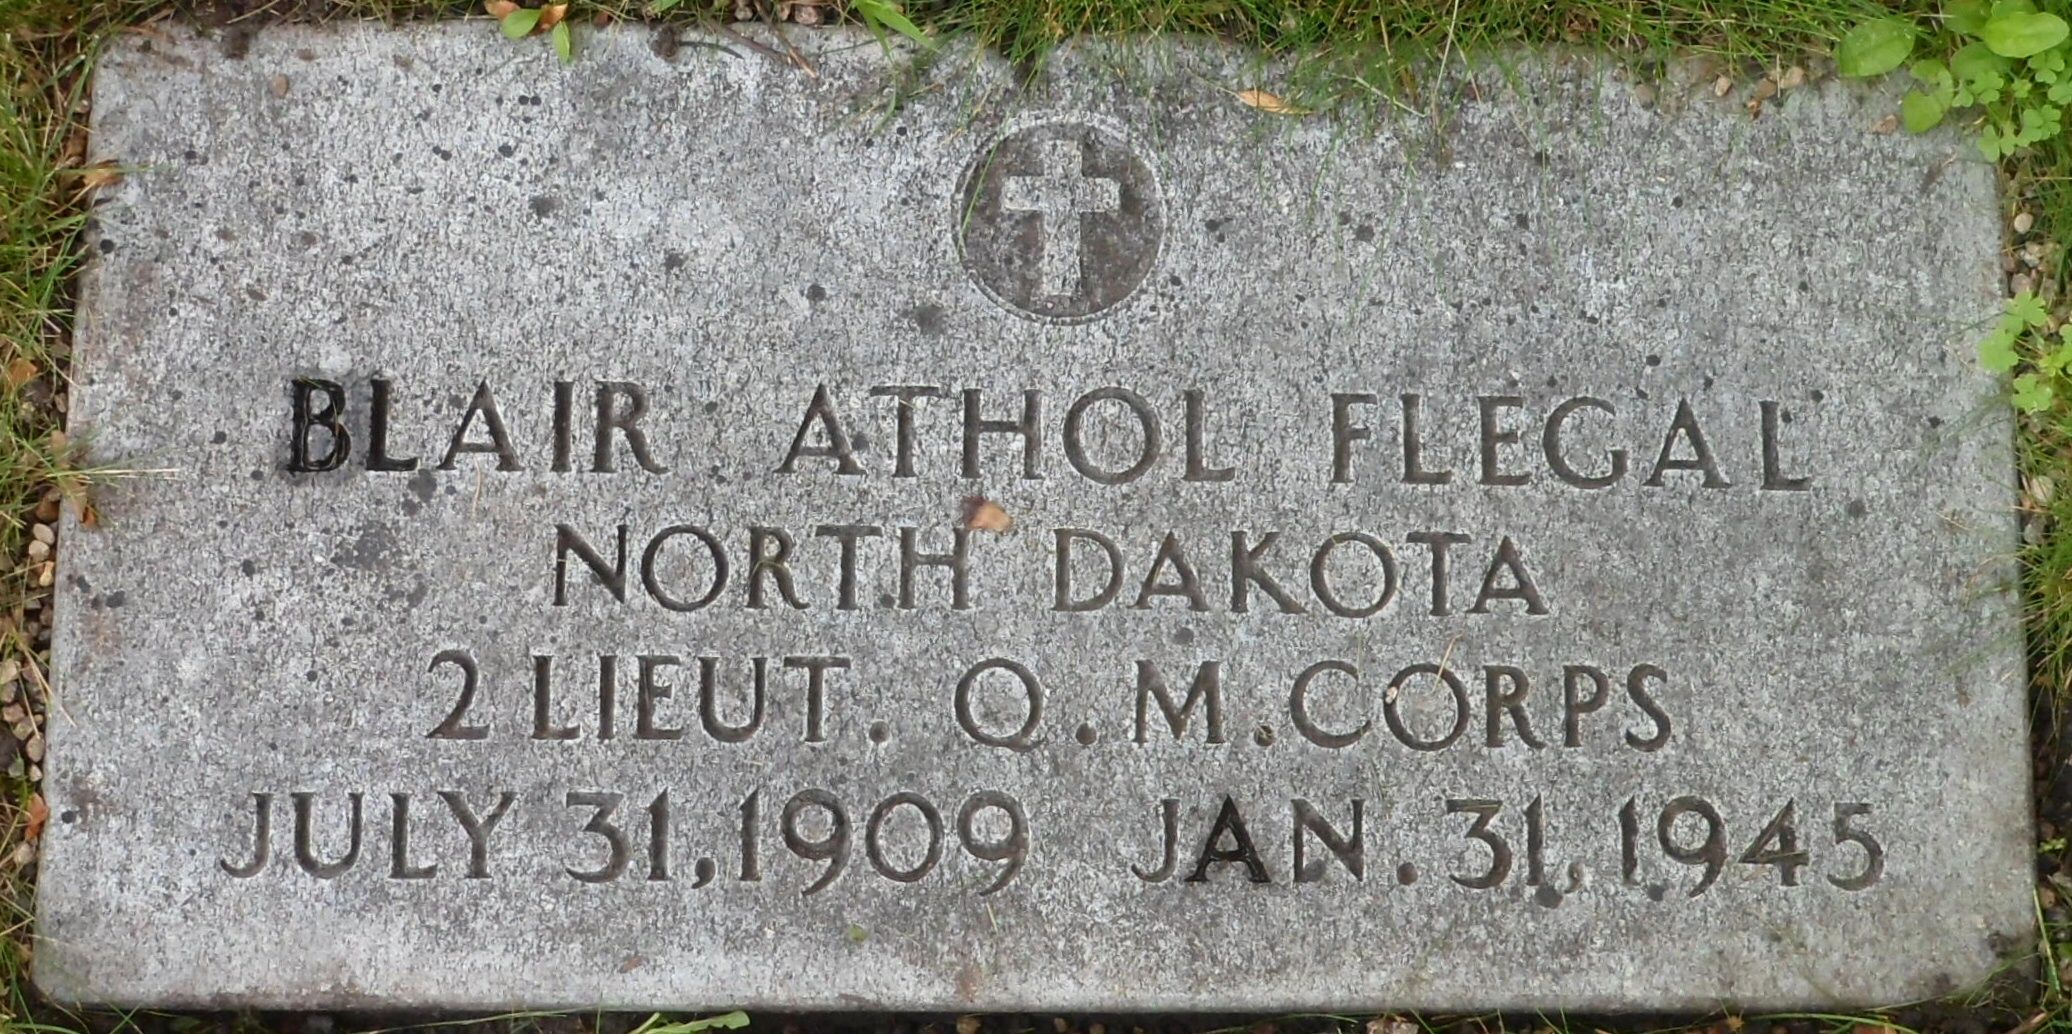 BLAIR ATHOL FLEGAL
NORTH DAKOTA
2 LIEUT. Q.M.CORPS
JULY 31,1909 JAN. 31,1945